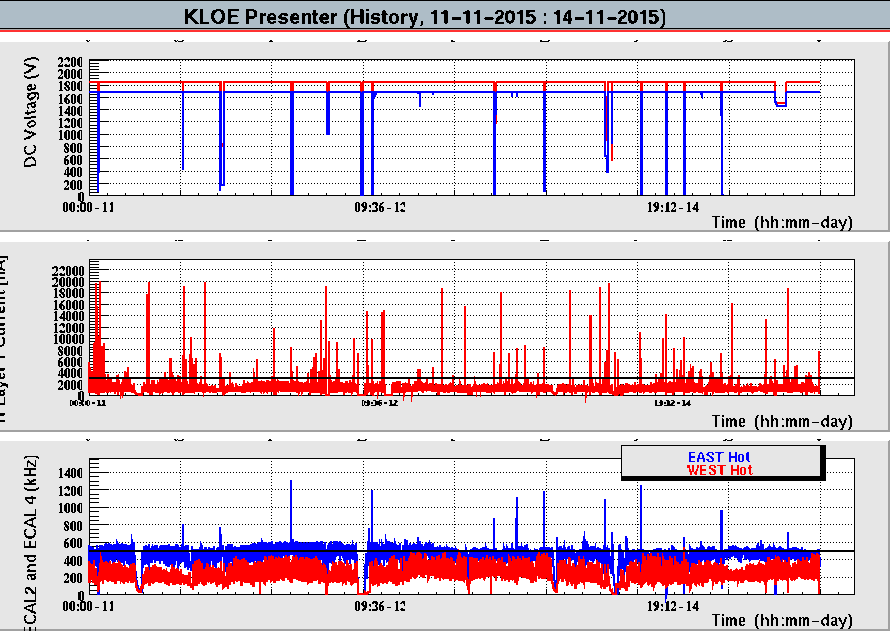 KLOE Presenter (History, 11-11-2015 : 14-11-2015)
DC Voltage (V)
2200
2000
1800
1600
1400
1200
1000
800
600
400
200
0
00:00-11 09:36-12 19:12-14
Time (hh:mm-day)
Layer 1 Current [nA]
22000
20000
18000
16000
14000
12000
10000
8000
6000
4000
2000
0
00:00-11 09:36-12 19:12-14
Time (hh:mm-day)
ECAL2 and ECAL 4 (kHz)
EAST Hot
WEST Hot
1400
1200
1000
800
600
400
200
0
00:00-11 09:36-12 19:12-14
Time (hh:mm-day)